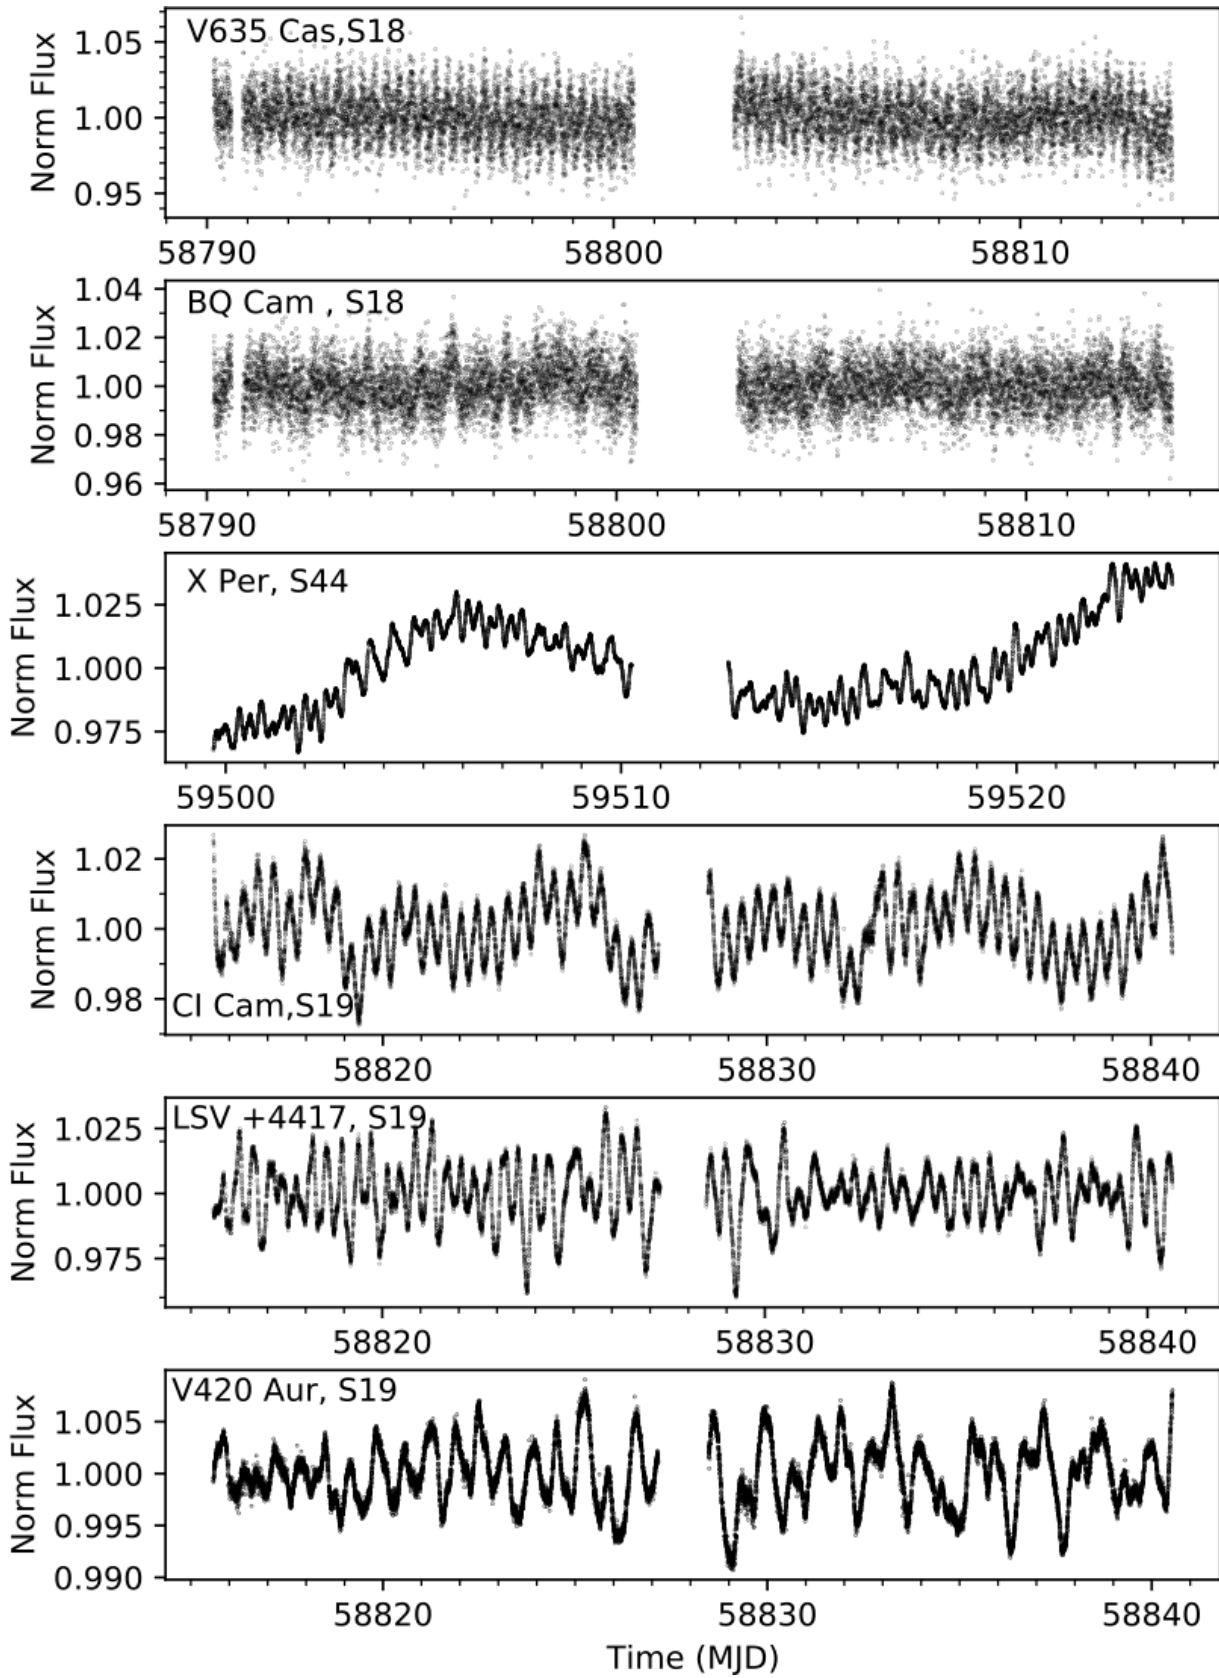 V635 Cas,S18
Norm Flux
1.05
1.00
0.95
58790 58800 58810
BQ Cam , S18
Norm Flux
1.04
1.02
1.00
0.98
0.96
58790 58800 58810
X Per, S44
Norm Flux
1.025
1.000
0.975
59500 59510 59520
CI Cam,S19
Norm Flux
1.02
1.00
0.98
58820 58830 58840
LSV +4417, S19
Norm Flux
1.025
1.000
0.975
58820 58830 58840
V420 Aur, S19
Norm Flux
1.005
1.000
0.995
0.990
58820 58830 58840
Time (MJD)